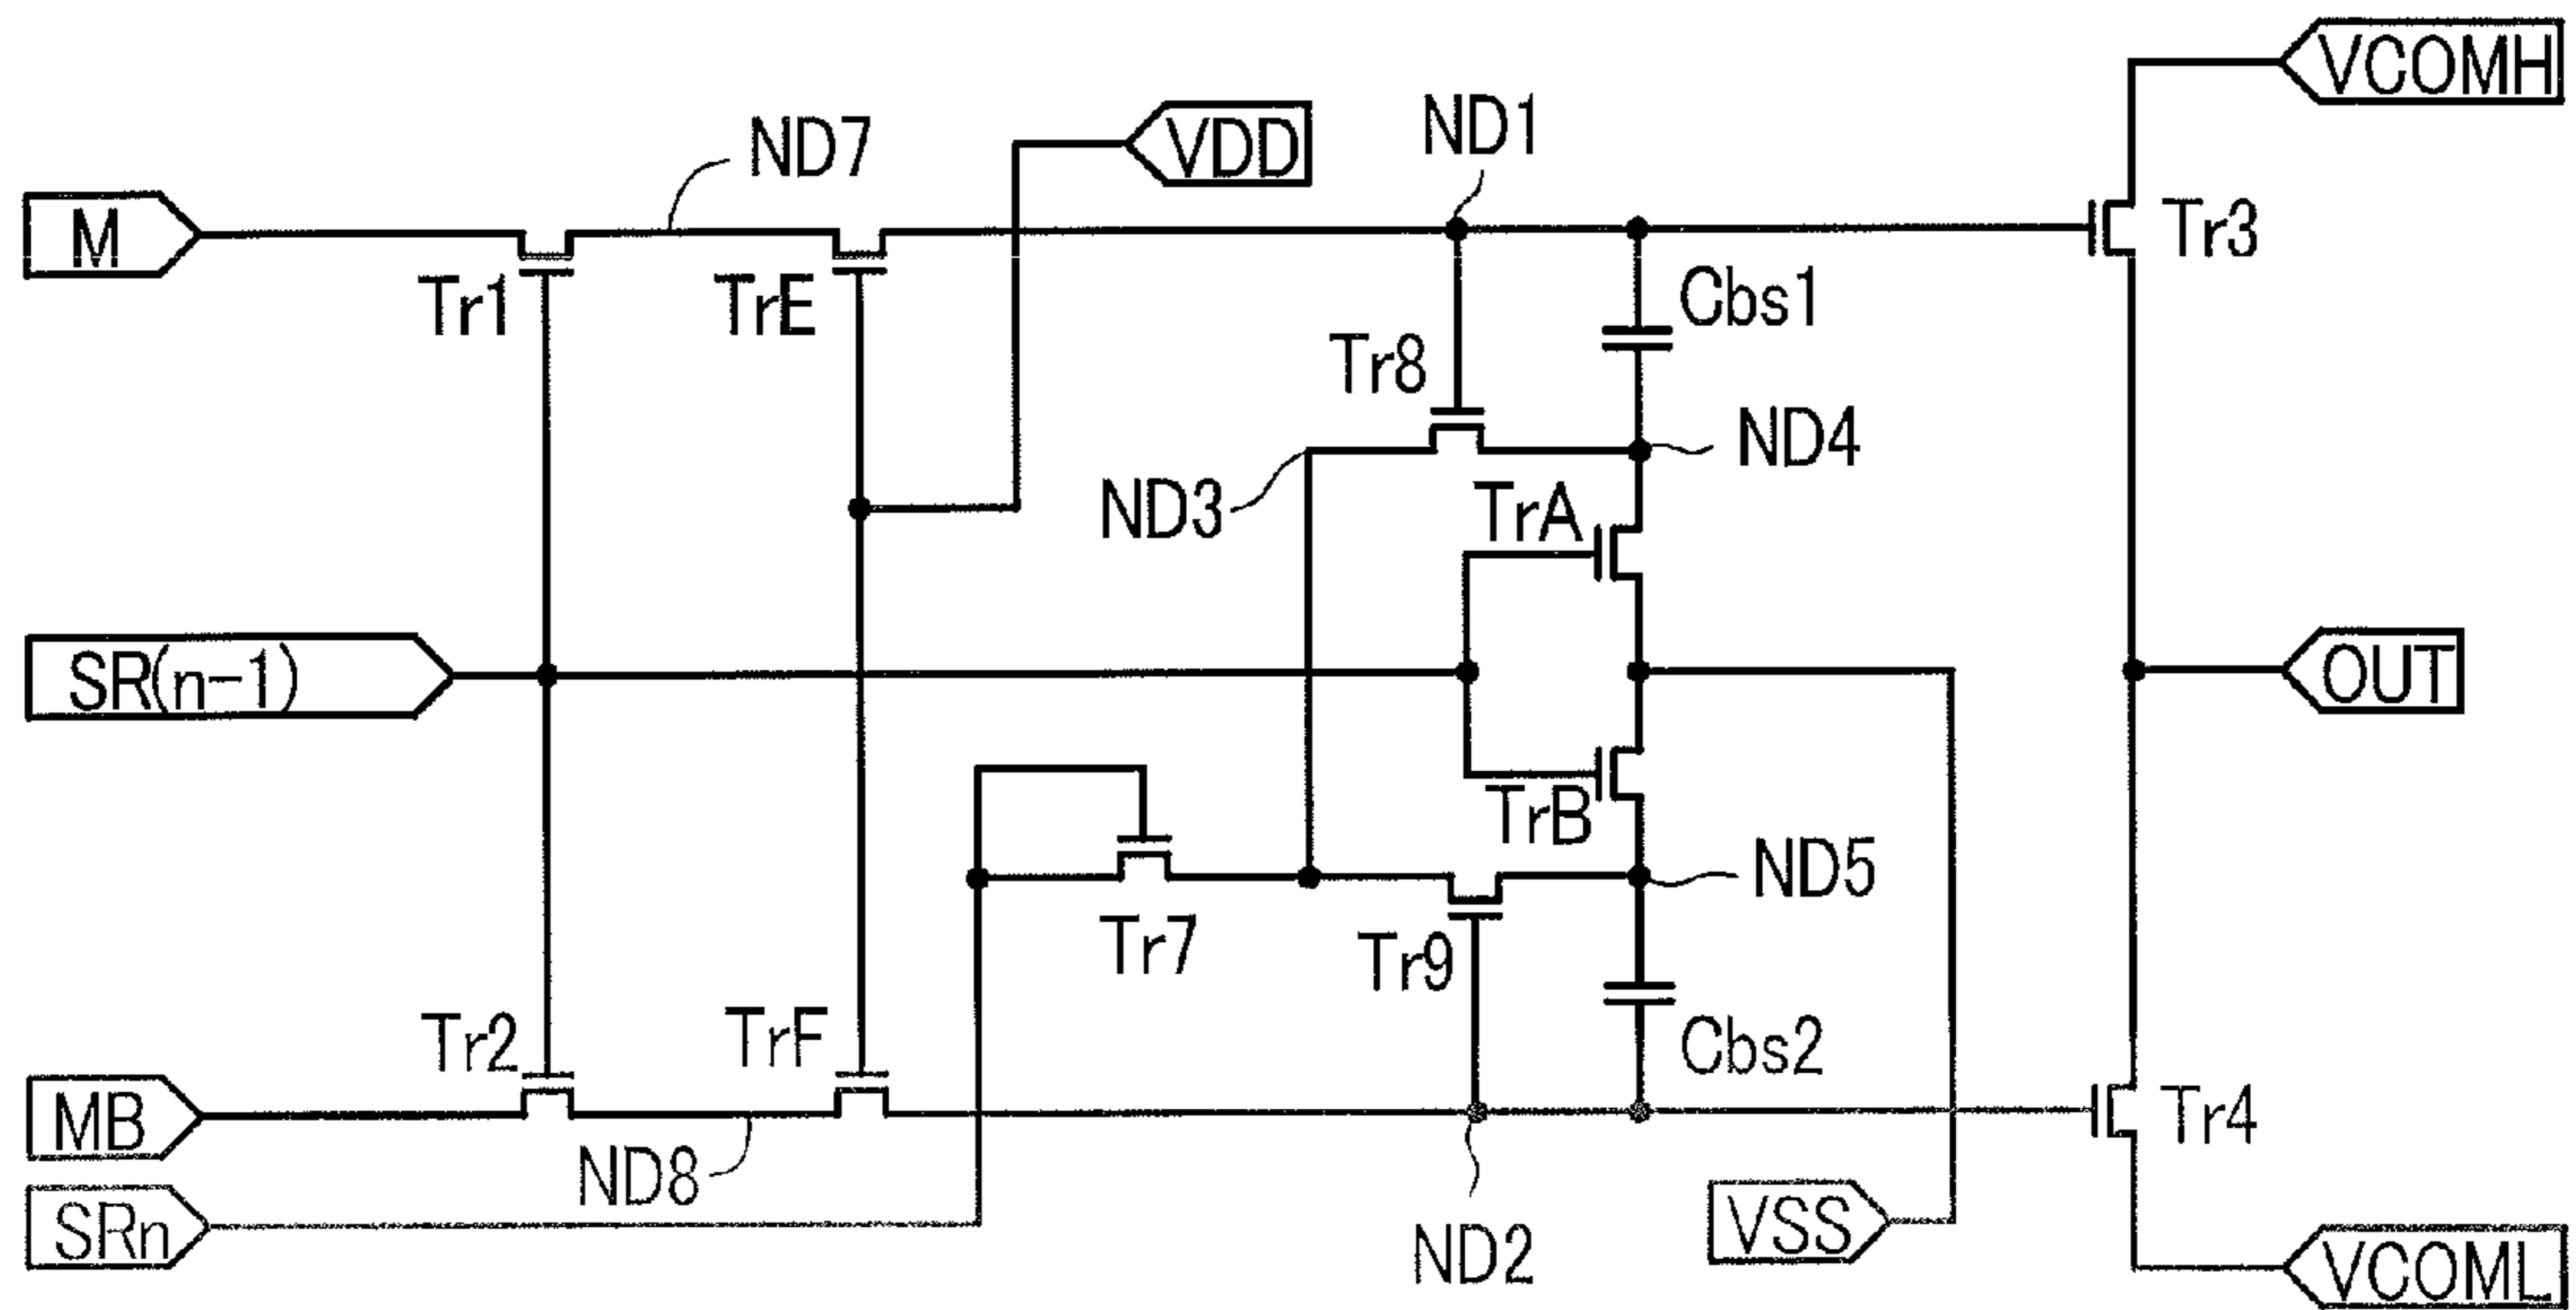 VCOMH
ND7
VDD
ND1
M
Tr3
Tr1
TrE
Cbs1
Tr8
ND4
ND3
TrA
SR(n-1)
OUT
TrB
ND5
Tr7
Tr9
Tr2
TrF
Cbs2
MB
Tr4
ND8
SRn
ND2
VSS
VCOML